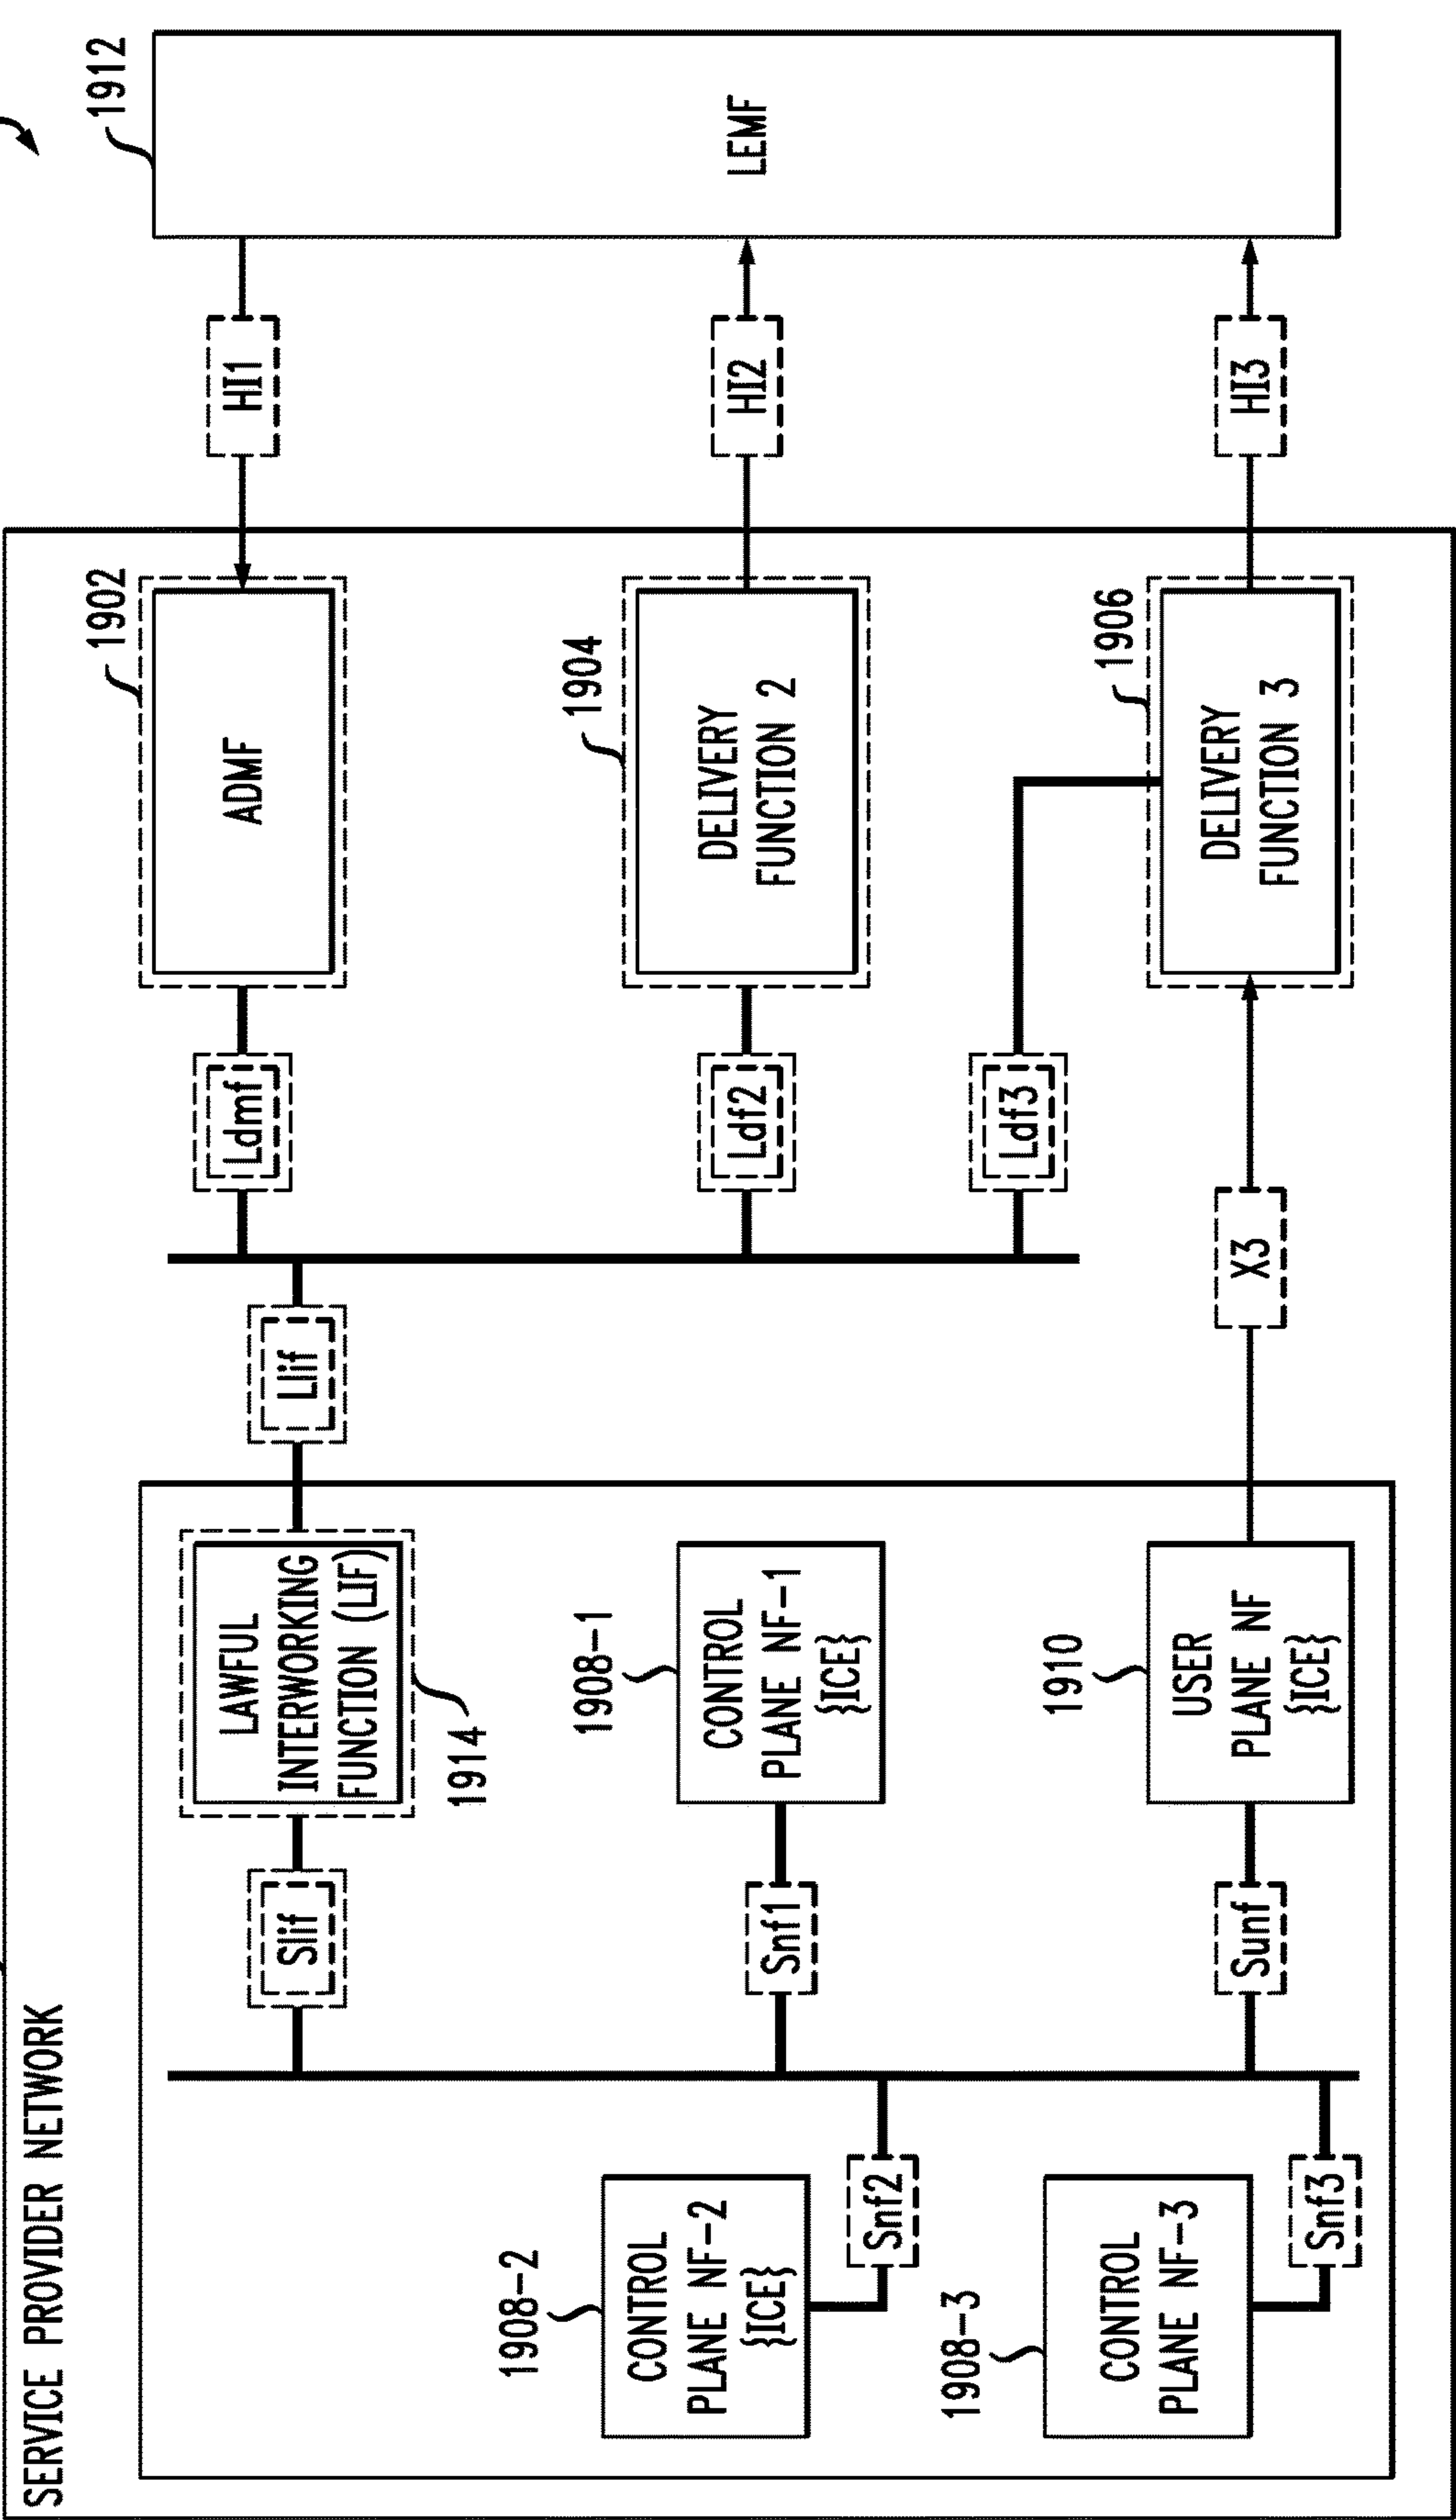 SERVICE PROVIDER NETWORK
1908-2
CONTROL
PLANE NF-2
{ICE}
Snf2
1908-3
CONTROL
PLANE NF-3
Snf3
Slif
LAWFUL
INTERWORKING
FUNCTION (LIF)
1914
Snf1
1908-1
CONTROL
PLANE NF-1
{ICE}
Sunf
1910
USER
PLANE NF
{ICE}
Llif
X3
Ldmf
Ldf2
Ldf3
1902
ADMF
1904
DELIVERY
FUNCTION 2
1906
DELIVERY
FUNCTION 3
HI1
HI2
HI3
1912
LEMF